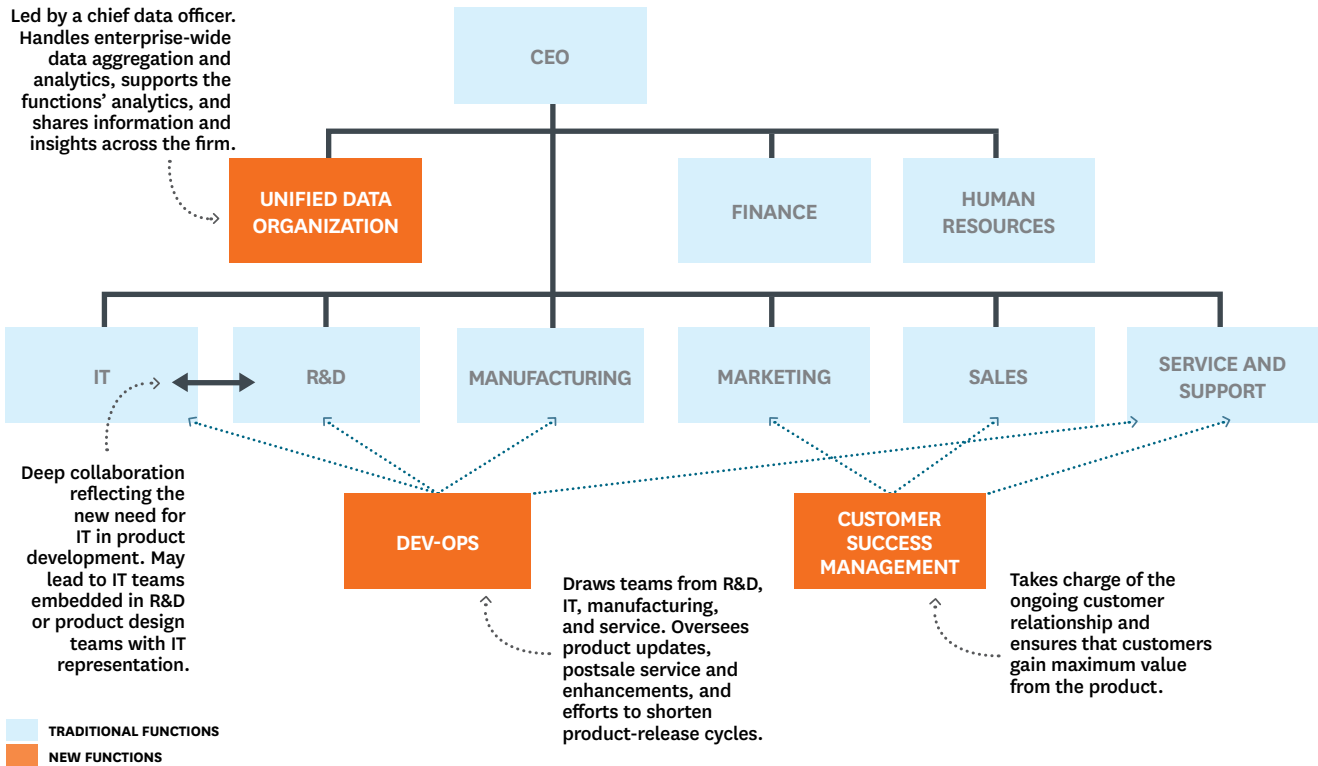 Led by a chief data officer.
Handles enterprise-wide
data aggregation and
analytics, supports the
functions’ analytics, and
shares information and
insights across the firm.
CEO
UNIFIED DATA
ORGANIZATION
FINANCE
HUMAN
RESOURCES
IT
R&D
MANUFACTURING
MARKETING
SALES
SERVICE AND
SUPPORT
Deep collaboration
reflecting the
new need for
IT in product
development. May
lead to IT teams
embedded in R&D
or product design
teams with IT
representation.
DEV-OPS
Draws teams from R&D,
IT, manufacturing,
and service. Oversees
product updates,
postsale service and
enhancements, and
efforts to shorten
product-release cycles.
CUSTOMER
SUCCESS
MANAGEMENT
Takes charge of the
ongoing customer
relationship and
ensures that customers
gain maximum value
from the product.
TRADITIONAL FUNCTIONS
NEW FUNCTIONS